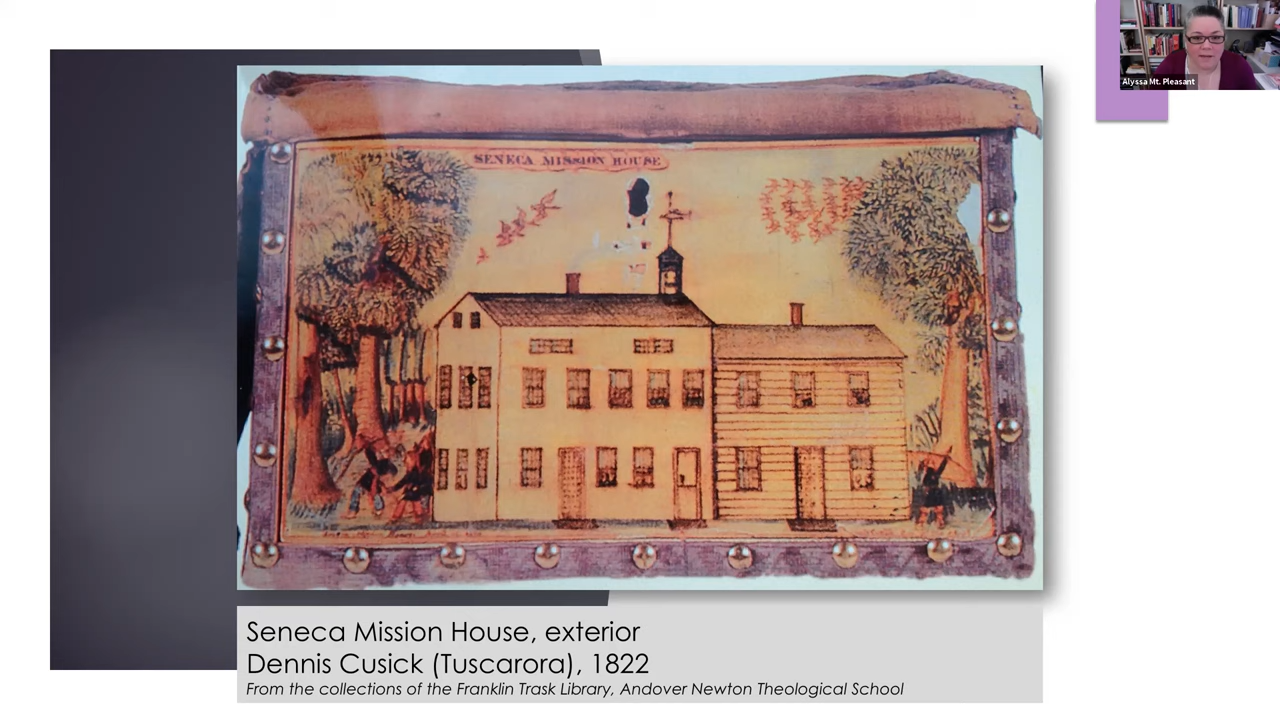 Alyssa Mt. Pleasant
SENECA MISSION HOUSE
Seneca Mission House, exterior
Dennis Cusick (Tuscarora), 1822
From the collections of the Franklin Trask Library, Andover Newton Theological School